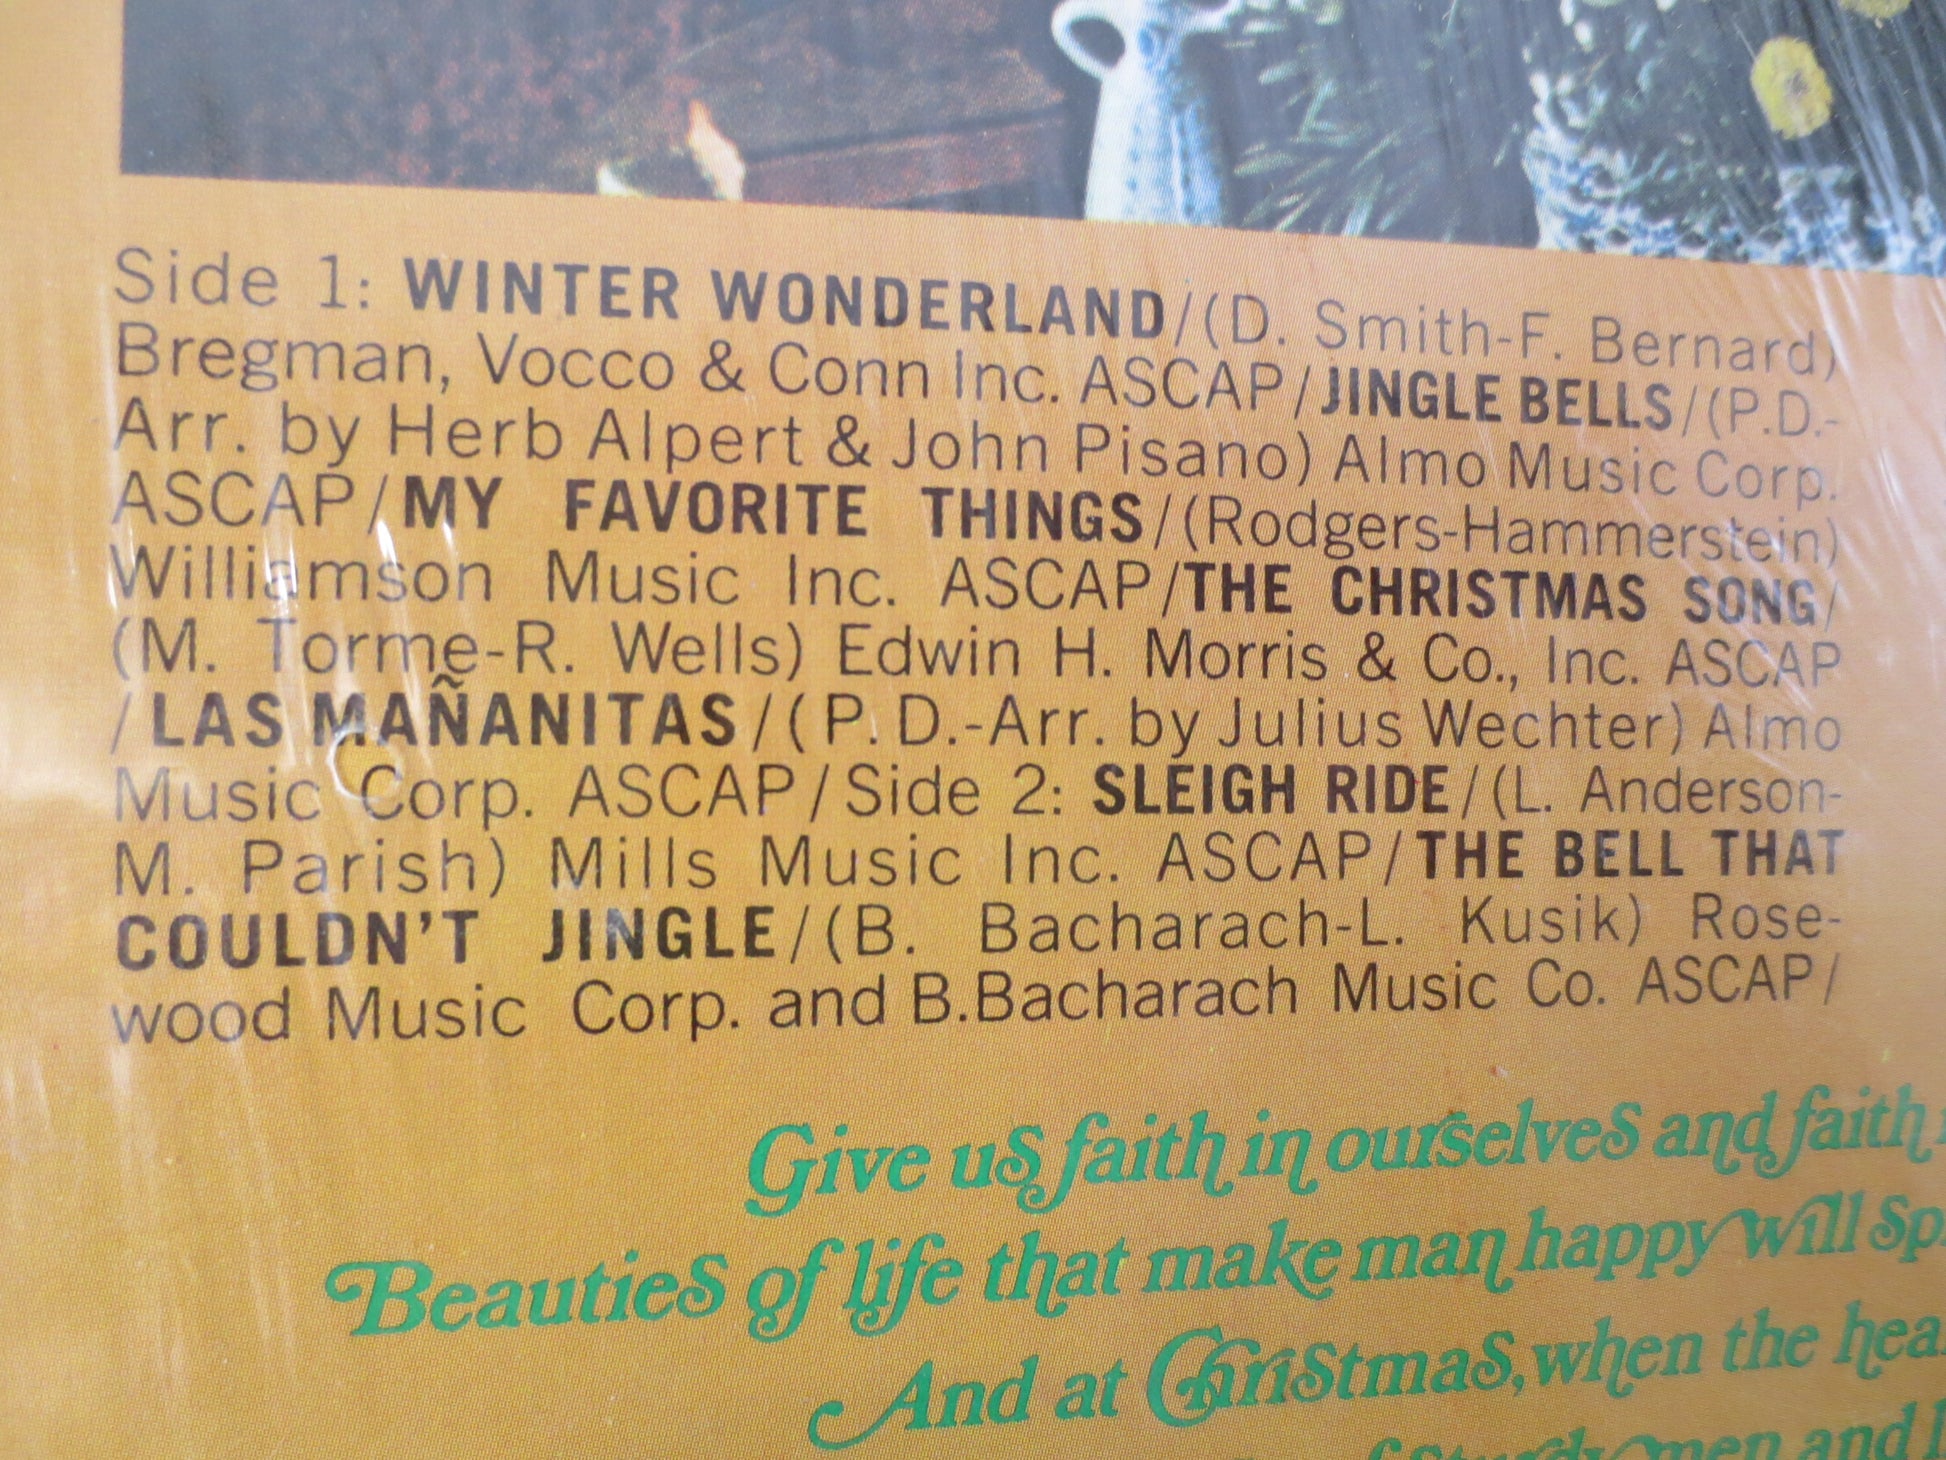 Side 1: WINTER WONDERLAND/(D. Smith-F. Bernard)
Bregman, Vocco & Conn Inc. ASCAP/JINGLE BELLS/(P.D.-
Arr. by Herb Alpert & John Pisano) Almo Music Corp.
ASCAP/MY FAVORITE THINGS/(Rodgers-Hammerstein)
Williamson Music Inc. ASCAP/THE CHRISTMAS SONG/
(M. Torme-R. Wells) Edwin H. Morris & Co., Inc. ASCAP
/LAS MAÑANITAS/(P.D.-Arr. by Julius Wechter) Almo
Music Corp. ASCAP/Side 2: SLEIGH RIDE/(L. Anderson-
M. Parish) Mills Music Inc. ASCAP/THE BELL THAT
COULDN'T JINGLE/(B. Bacharach-L. Kusik) Rose-
wood Music Corp. and B.Bacharach Music Co. ASCAP/
Give us faith in ourselves and faith
Beauties of life that make man happy will
And at Christmas, when the
men and